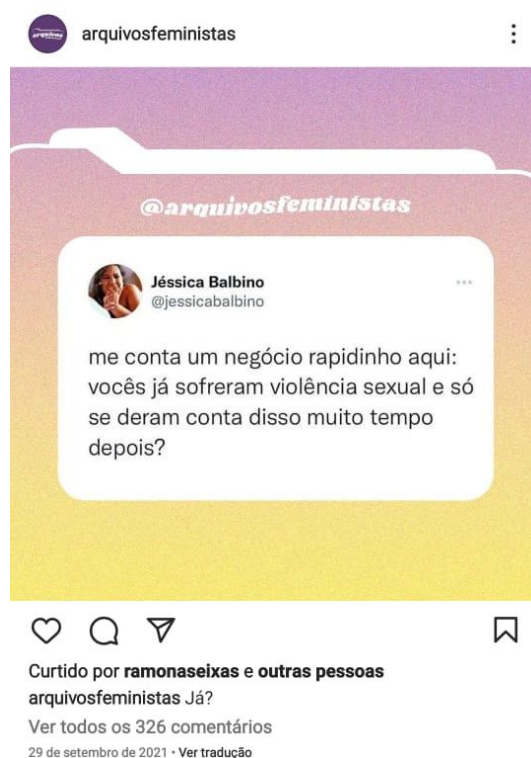 arquivosfeministas
@arquivosfeministas
Jéssica Balbino
@jessicabalbino
me conta um negócio rapidinho aqui:
vocês já sofreram violência sexual e só
se deram conta disso muito tempo
depois?
Curtido por ramonaseixas e outras pessoas
arquivosfeministas Já?
Ver todos os 326 comentários
29 de setembro de 2021 · Ver tradução